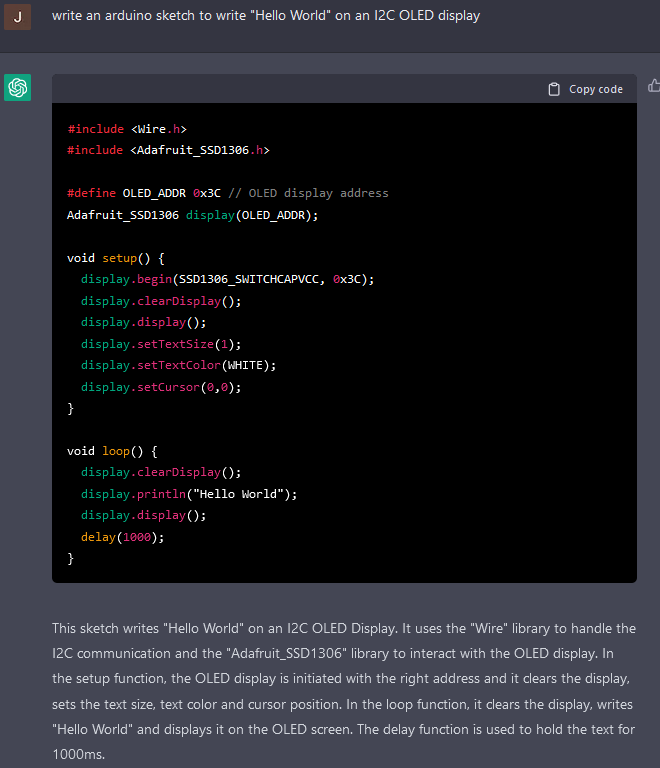 J
write an arduino sketch to write "Hello World" on an I2C OLED display
Copy code
#include <Wire.h>
#include <Adafruit_SSD1306.h>
#define OLED_ADDR 0x3C // OLED display address
Adafruit_SSD1306 display(OLED_ADDR);
void setup() {
  display.begin(SSD1306_SWITCHCAPVCC, 0x3C);
  display.clearDisplay();
  display.display();
  display.setTextSize(1);
  display.setTextColor(WHITE);
  display.setCursor(0,0);
}
void loop() {
  display.clearDisplay();
  display.println("Hello World");
  display.display();
  delay(1000);
}
This sketch writes "Hello World" on an I2C OLED Display. It uses the "Wire" library to handle the
I2C communication and the "Adafruit_SSD1306" library to interact with the OLED display. In
the setup function, the OLED display is initiated with the right address and it clears the display,
sets the text size, text color and cursor position. In the loop function, it clears the display, writes
"Hello World" and displays it on the OLED screen. The delay function is used to hold the text for
1000ms.